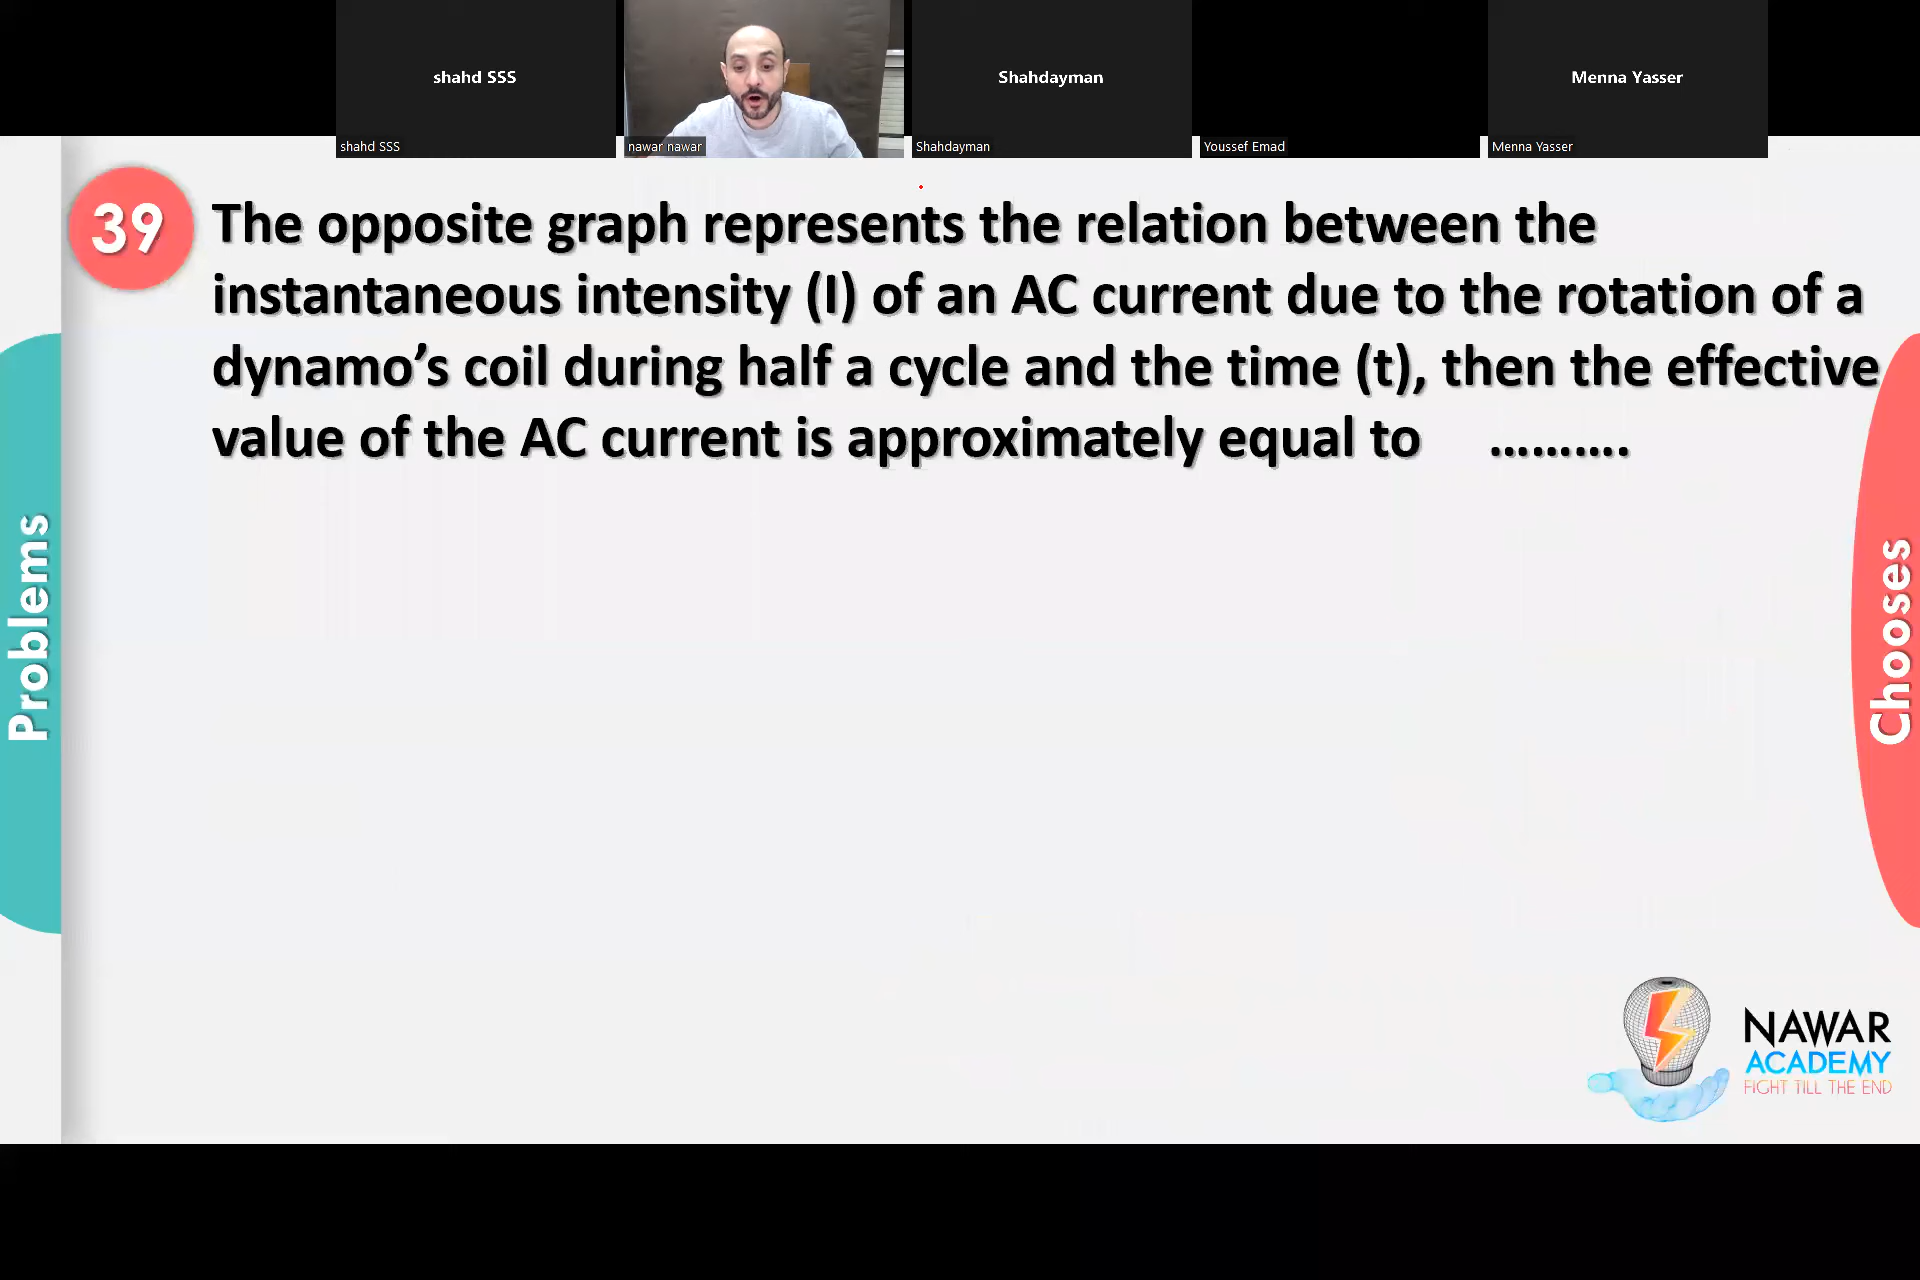 shahd SSS
Shahdayman
Menna Yasser
shahd SSS
nawar nawar
Shahdayman
Youssef Emad
Menna Yasser
39
The opposite graph represents the relation between the
instantaneous intensity (I) of an AC current due to the rotation of a
dynamo’s coil during half a cycle and the time (t), then the effective
value of the AC current is approximately equal to ..........
Problems
Chooses
NAWAR
ACADEMY
FIGHT TILL THE END